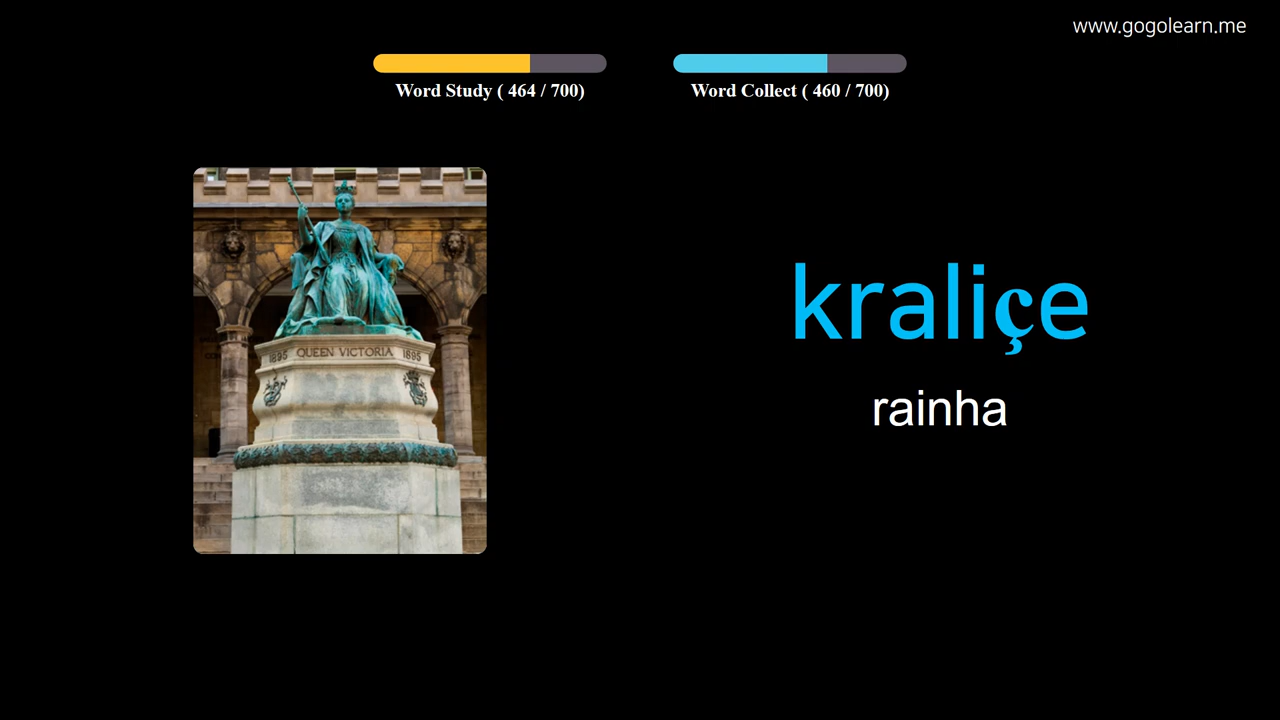 www.gogolearn.me
Word Study ( 464 / 700)
Word Collect ( 460 / 700)
1895 QUEEN VICTORIA 1895
kraliçe
rainha